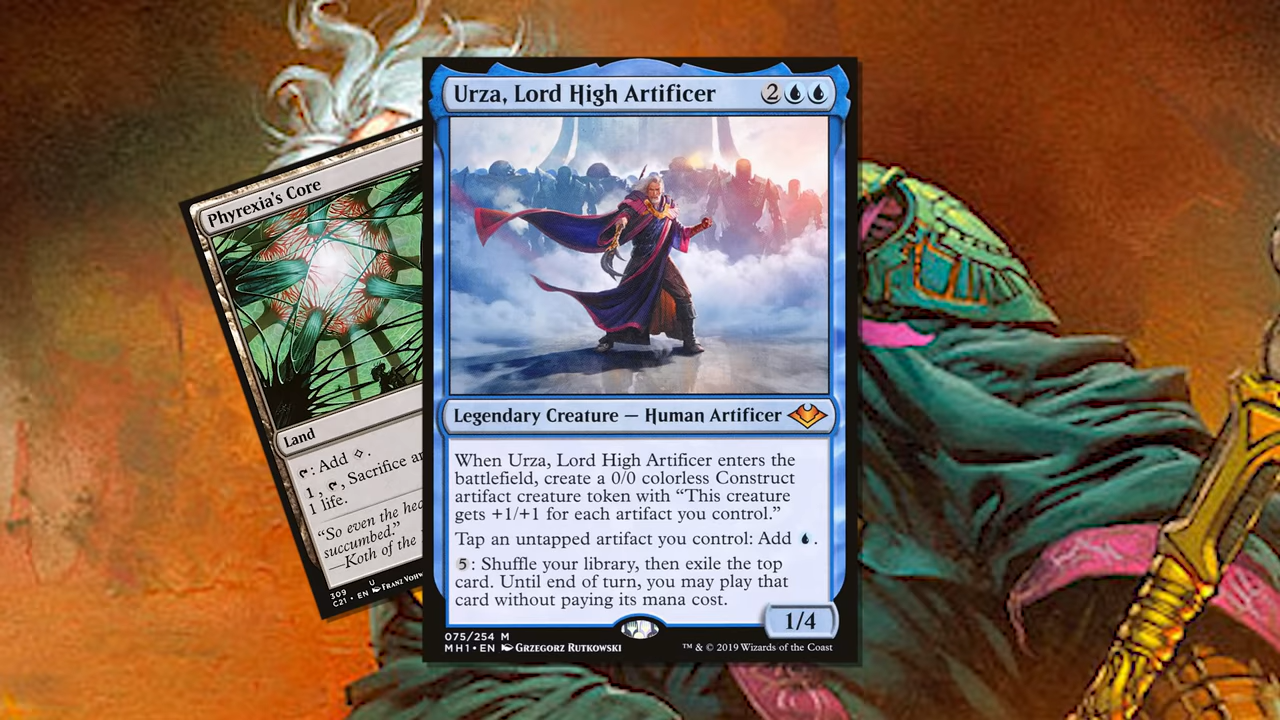 Phyrexia's Core
Land
: Add
1, , Sacrifice
1 life.
"So even the
succumbed."
—Koth of the
309 U
C21 • EN Franz
Urza, Lord High Artificer 2
Legendary Creature — Human Artificer
When Urza, Lord High Artificer enters the
battlefield, create a 0/0 colorless Construct
artifact creature token with “This creature
gets +1/+1 for each artifact you control.”
Tap an untapped artifact you control: Add .
5: Shuffle your library, then exile the top
card. Until end of turn, you may play that
card without paying its mana cost.
1/4
075/254 M
MH1 • EN Grzegorz Rutkowski ™ & © 2019 Wizards of the Coast